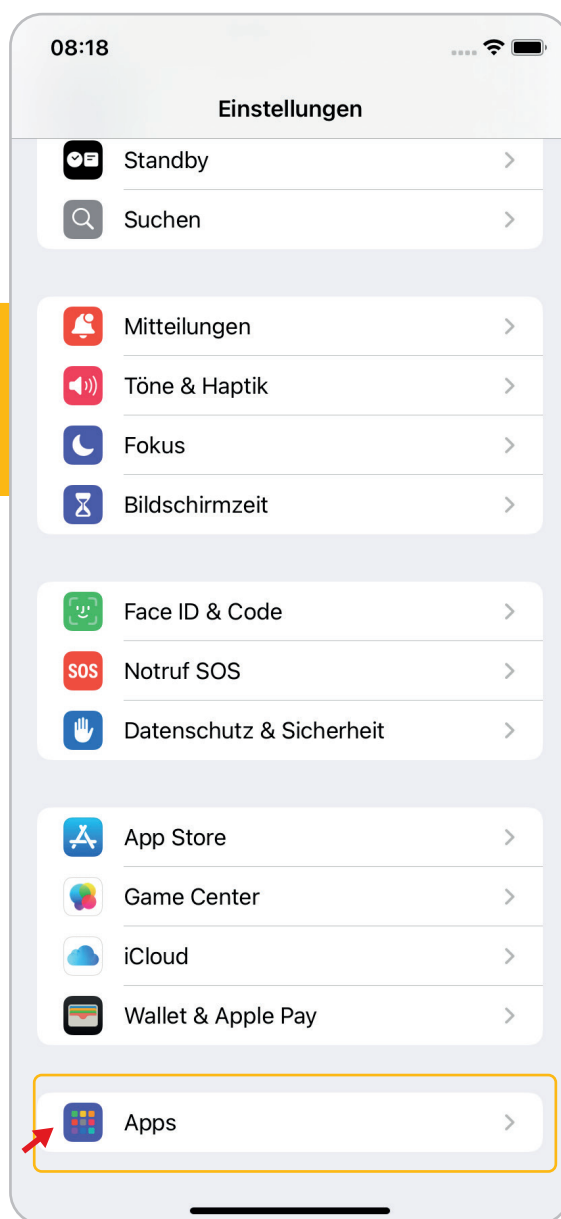 08:18
Einstellungen
Standby
Suchen
Mitteilungen
Töne & Haptik
Fokus
Bildschirmzeit
Face ID & Code
SOS Notruf SOS
Datenschutz & Sicherheit
App Store
Game Center
iCloud
Wallet & Apple Pay
Apps